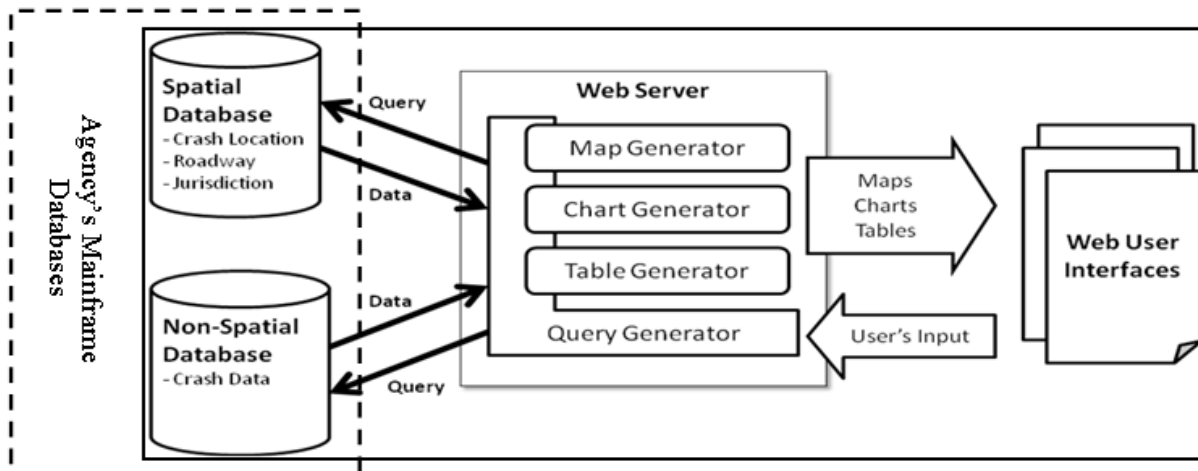 Agency's Mainframe
Databases
Spatial
Database
- Crash Location
- Roadway
- Jurisdiction
Non-Spatial
Database
- Crash Data
Query
Data
Data
Query
Web Server
Map Generator
Chart Generator
Table Generator
Query Generator
Maps
Charts
Tables
User's Input
Web User
Interfaces